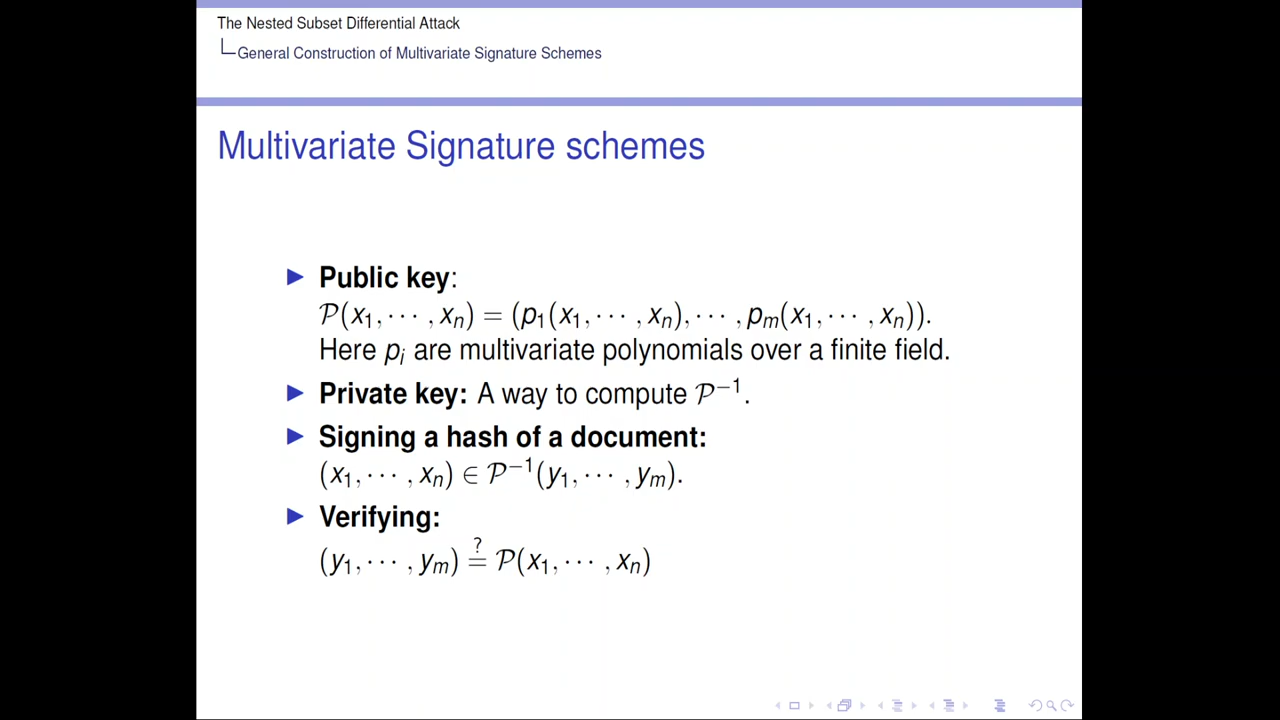 The Nested Subset Differential Attack
General Construction of Multivariate Signature Schemes
Multivariate Signature schemes
▶ Public key:
𝒫(x₁, ⋯ , xₙ) = (p₁(x₁, ⋯ , xₙ), ⋯ , pₘ(x₁, ⋯ , xₙ)).
Here pᵢ are multivariate polynomials over a finite field.
▶ Private key: A way to compute 𝒫⁻¹.
▶ Signing a hash of a document:
(x₁, ⋯ , xₙ) ∈ 𝒫⁻¹(y₁, ⋯ , yₘ).
▶ Verifying:
(y₁, ⋯ , yₘ) ≟ 𝒫(x₁, ⋯ , xₙ)